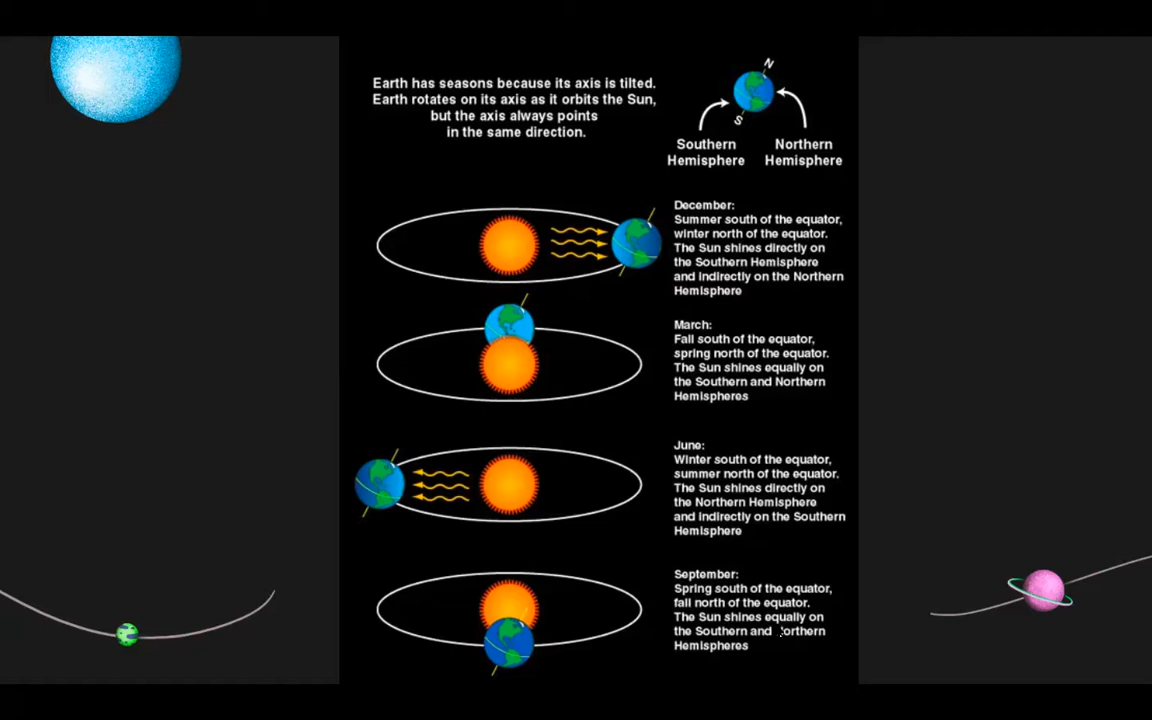 Earth has seasons because its axis is tilted.
Earth rotates on its axis as it orbits the Sun,
but the axis always points
in the same direction.
N
S
Southern
Hemisphere
Northern
Hemisphere
December:
Summer south of the equator,
winter north of the equator.
The Sun shines directly on
the Southern Hemisphere
and indirectly on the Northern
Hemisphere
March:
Fall south of the equator,
spring north of the equator.
The Sun shines equally on
the Southern and Northern
Hemispheres
June:
Winter south of the equator,
summer north of the equator.
The Sun shines directly on
the Northern Hemisphere
and indirectly on the Southern
Hemisphere
September:
Spring south of the equator,
fall north of the equator.
The Sun shines equally on
the Southern and Northern
Hemispheres